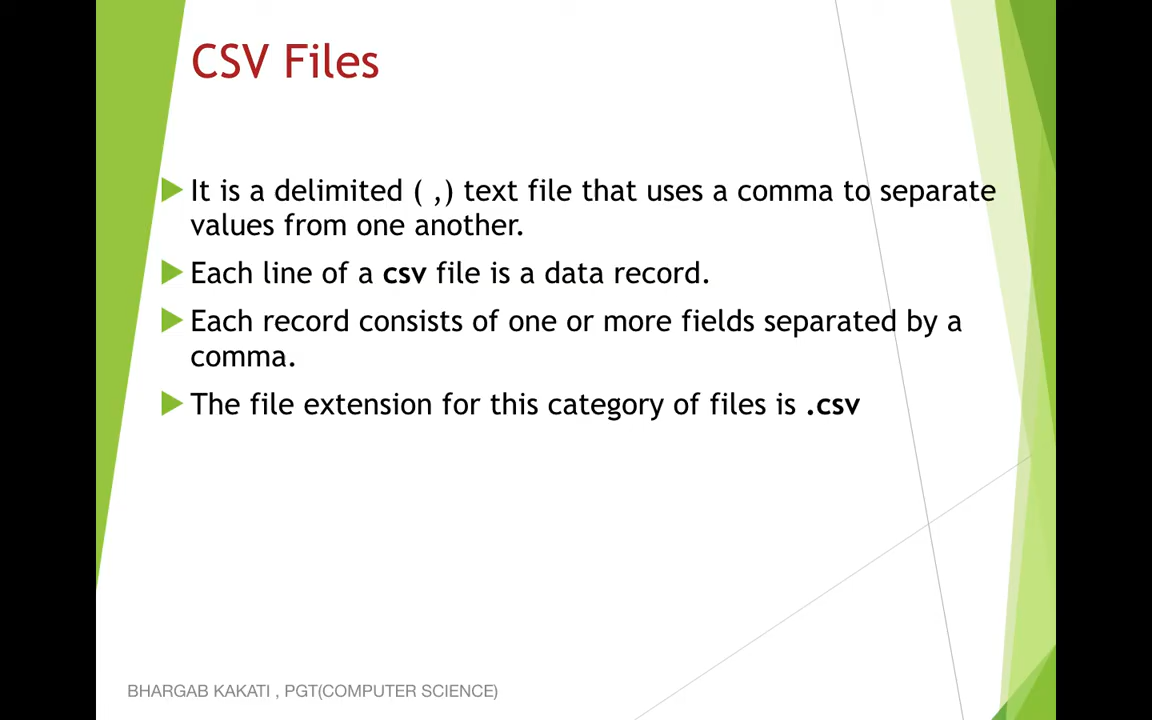 CSV Files
It is a delimited ( ,) text file that uses a comma to separate
values from one another.
Each line of a csv file is a data record.
Each record consists of one or more fields separated by a
comma.
The file extension for this category of files is .csv
BHARGAB KAKATI , PGT(COMPUTER SCIENCE)